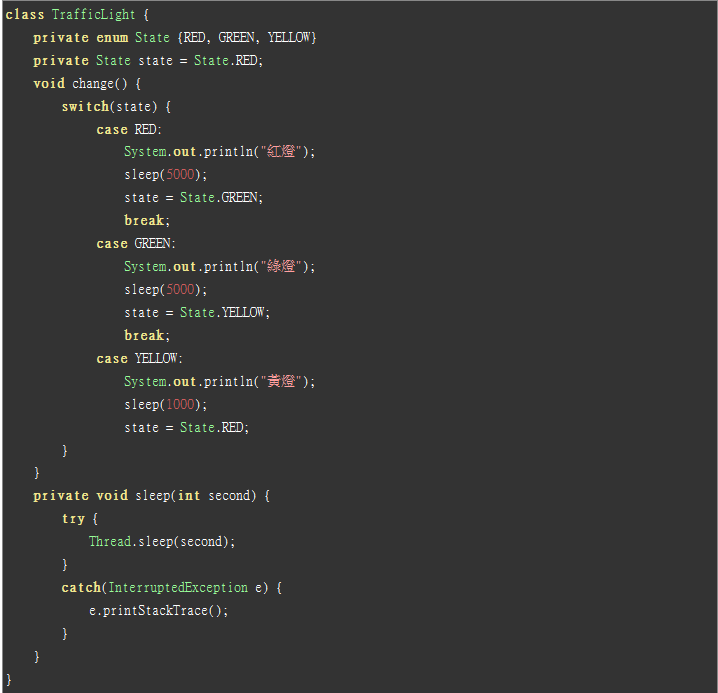 class TrafficLight {
    private enum State {RED, GREEN, YELLOW}
    private State state = State.RED;
    void change() {
        switch(state) {
             case RED:
                 System.out.println("紅燈");
                 sleep(5000);
                 state = State.GREEN;
                 break;
             case GREEN:
                 System.out.println("綠燈");
                 sleep(5000);
                 state = State.YELLOW;
                 break;
             case YELLOW:
                 System.out.println("黃燈");
                 sleep(1000);
                 state = State.RED;
        }
    }
    private void sleep(int second) {
        try {
            Thread.sleep(second);
        }
        catch(InterruptedException e) {
            e.printStackTrace();
        }
    }
}